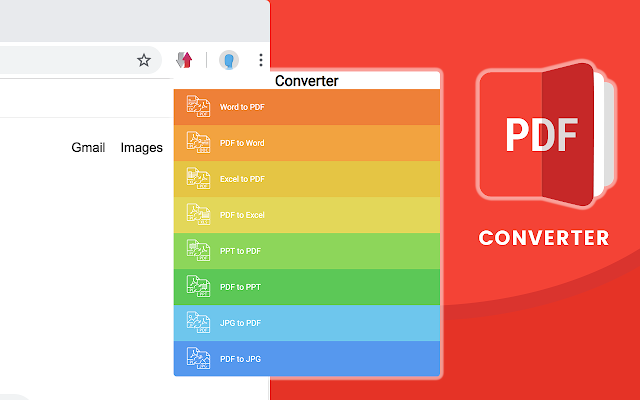 Gmail Images
Converter
Word to PDF
PDF to Word
Excel to PDF
PDF to Excel
PPT to PDF
PDF to PPT
JPG to PDF
PDF to JPG
PDF
CONVERTER